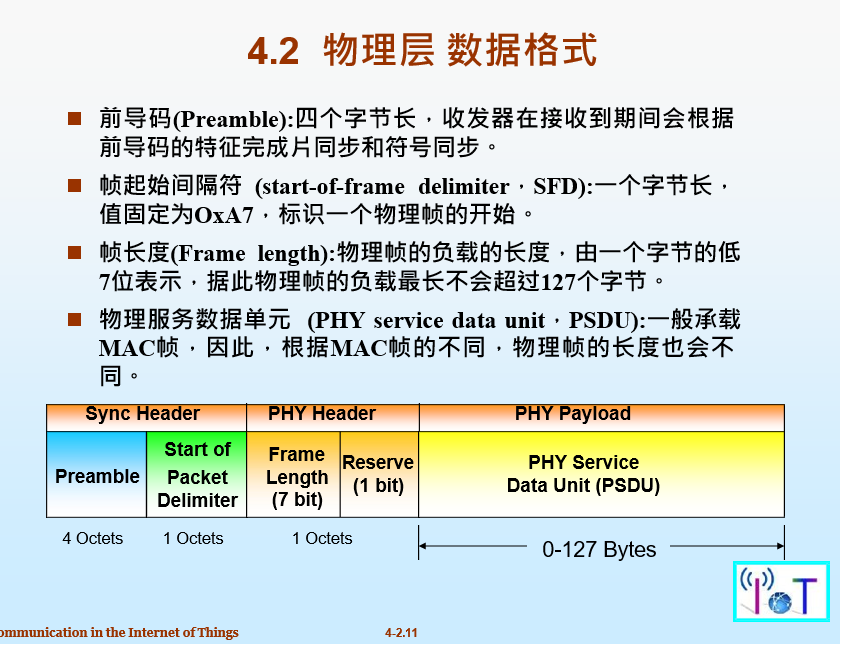 4.2 物理层 数据格式
前导码(Preamble):四个字节长，收发器在接收到期间会根据
前导码的特征完成片同步和符号同步。
帧起始间隔符 (start-of-frame delimiter，SFD):一个字节长，
值固定为OxA7，标识一个物理帧的开始。
帧长度(Frame length):物理帧的负载的长度，由一个字节的低
7位表示，据此物理帧的负载最长不会超过127个字节。
物理服务数据单元 (PHY service data unit，PSDU):一般承载
MAC帧，因此，根据MAC帧的不同，物理帧的长度也会不
同。
Sync Header PHY Header PHY Payload
Preamble
Start of
Packet
Delimiter
Frame
Length
(7 bit)
Reserve
(1 bit)
PHY Service
Data Unit (PSDU)
4 Octets 1 Octets 1 Octets
0-127 Bytes
IoT
ommunication in the Internet of Things 4-2.11